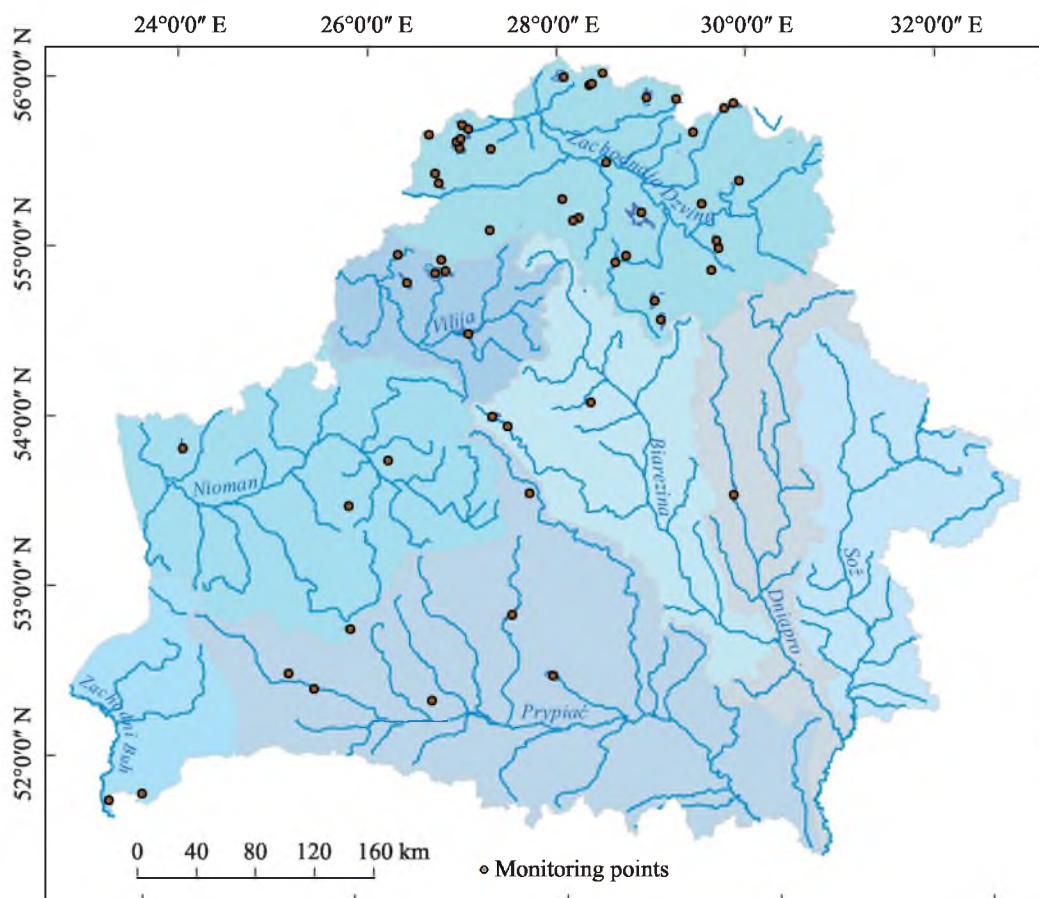 24°0′0″ E 26°0′0″ E 28°0′0″ E 30°0′0″ E 32°0′0″ E
56°0′0″ N
55°0′0″ N
54°0′0″ N
53°0′0″ N
52°0′0″ N
Zachodniaja Dzvina
Vilija
Nioman
Biarezina
Sož
Dniapro
Prypiać
Zachodni Buh
0 40 80 120 160 km
Monitoring points